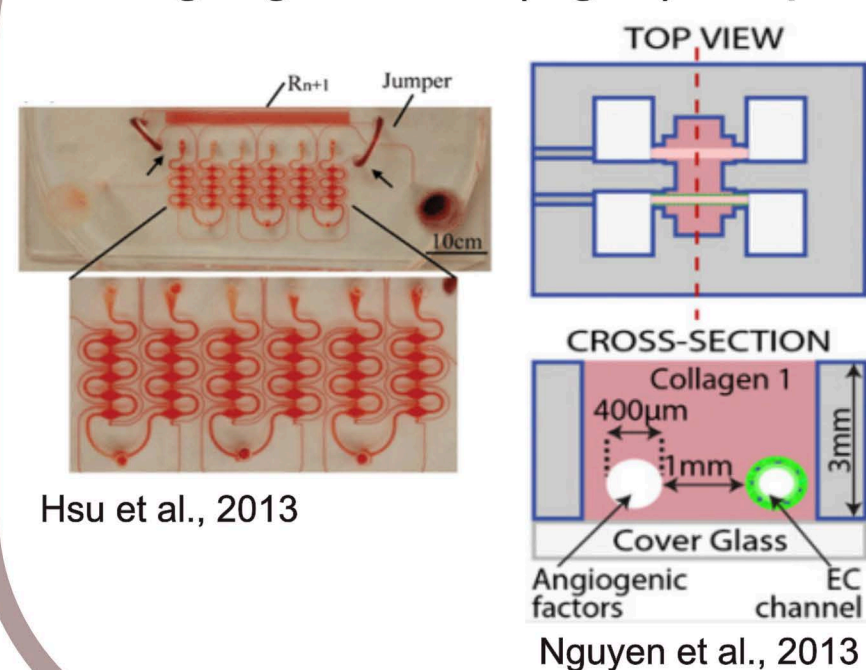 Rn+1
Jumper
10cm
Hsu et al., 2013
TOP VIEW
CROSS-SECTION
Collagen 1
400μm
1mm
3mm
Cover Glass
Angiogenic
factors
EC
channel
Nguyen et al., 2013